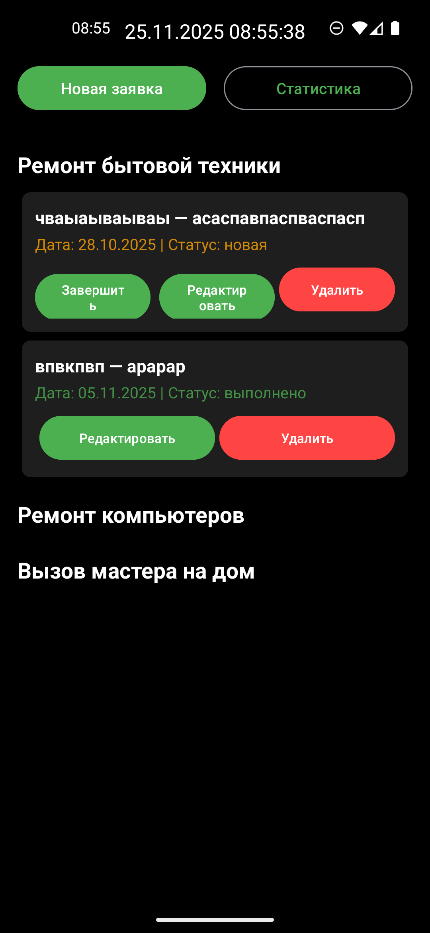 08:55 25.11.2025 08:55:38
Новая заявка Статистика
Ремонт бытовой техники
чваыаываываы — асаспавпаспваспасп
Дата: 28.10.2025 | Статус: новая
Завершит
ь
Редактир
овать
Удалить
впвкпвп — арарар
Дата: 05.11.2025 | Статус: выполнено
Редактировать Удалить
Ремонт компьютеров
Вызов мастера на дом